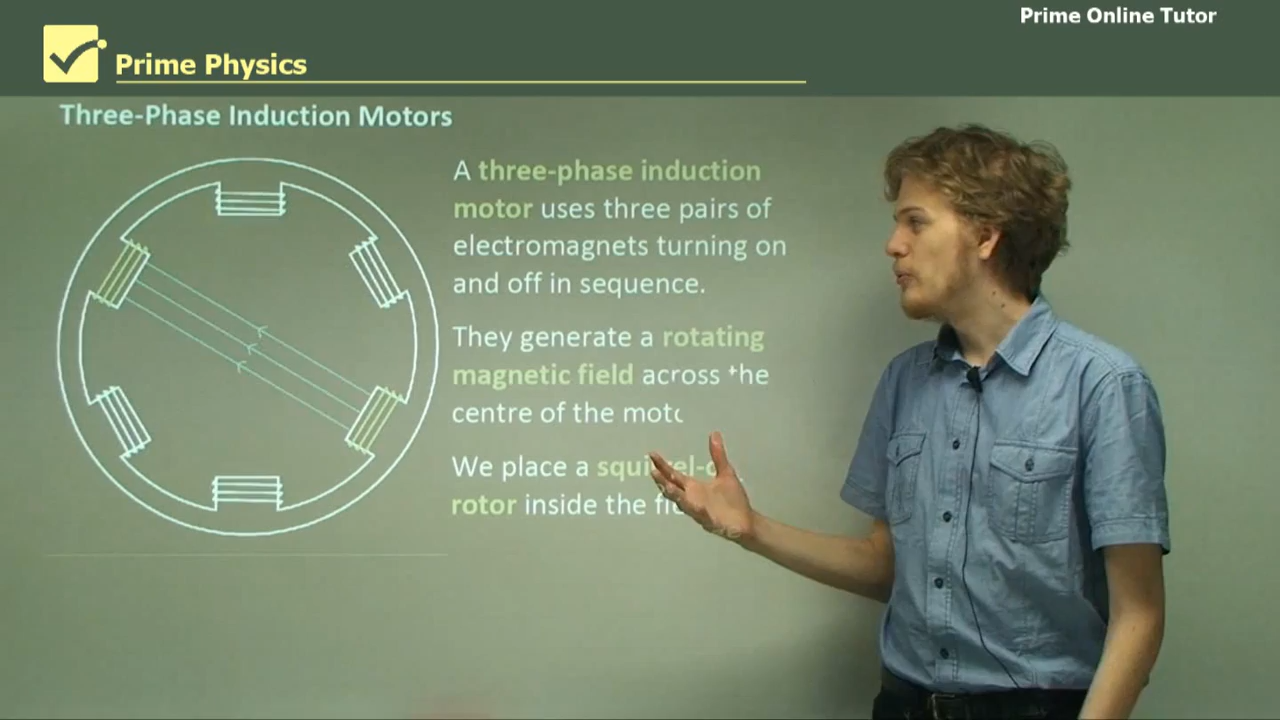 Prime Online Tutor
Prime Physics
Three-Phase Induction Motors
A three-phase induction
motor uses three pairs of
electromagnets turning on
and off in sequence.
They generate a rotating
magnetic field across the
centre of the
We place a
rotor inside the